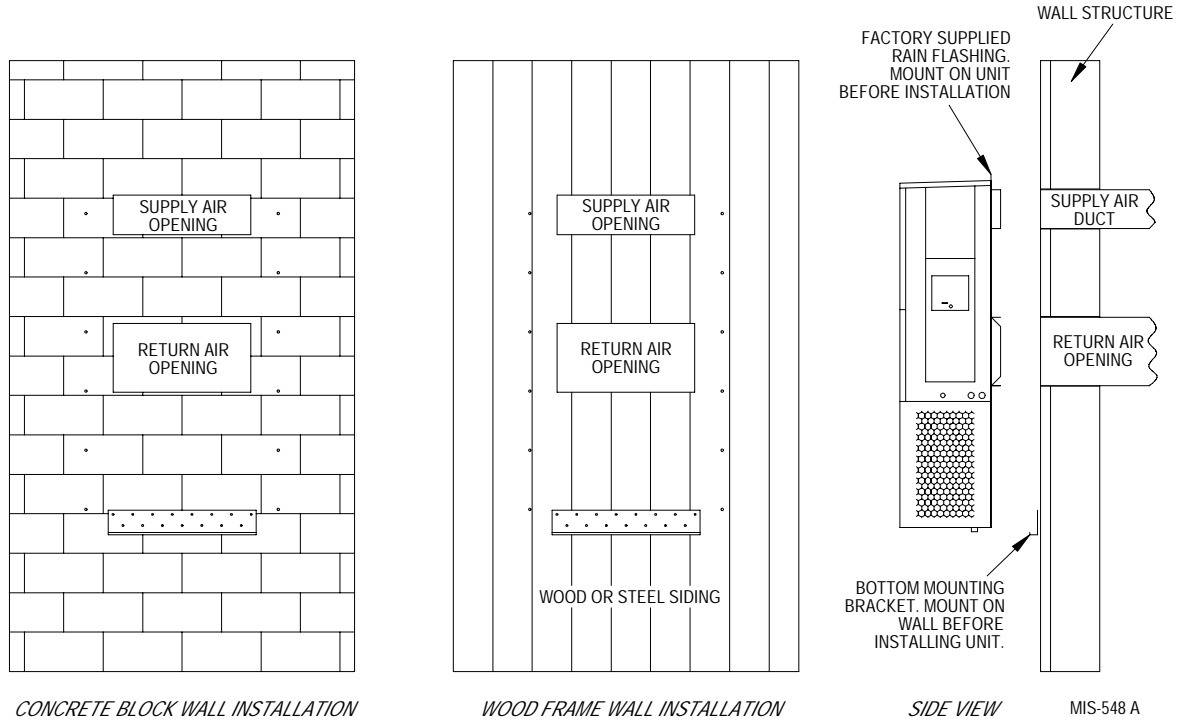 SUPPLY AIR
OPENING
RETURN AIR
OPENING
CONCRETE BLOCK WALL INSTALLATION
SUPPLY AIR
OPENING
RETURN AIR
OPENING
WOOD OR STEEL SIDING
WOOD FRAME WALL INSTALLATION
WALL STRUCTURE
FACTORY SUPPLIED
RAIN FLASHING.
MOUNT ON UNIT
BEFORE INSTALLATION
SUPPLY AIR
DUCT
RETURN AIR
OPENING
BOTTOM MOUNTING
BRACKET. MOUNT ON
WALL BEFORE
INSTALLING UNIT.
SIDE VIEW
MIS-548 A